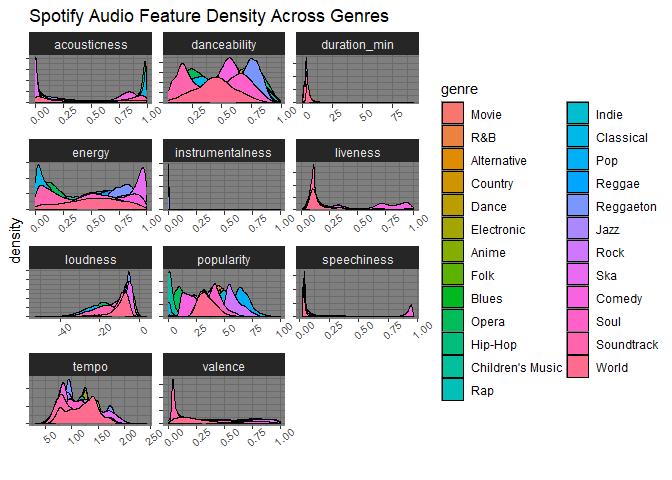 Spotify Audio Feature Density Across Genres
acousticness
danceability
duration_min
0.00 0.25 0.50 0.75 1.00
0.25 0.50 0.75 1.00
0 25 50 75
energy
instrumentalness
liveness
0.00 0.25 0.50 0.75 1.00
0.00 0.25 0.50 0.75 1.00
0.00 0.25 0.50 0.75 1.00
loudness
popularity
speechiness
-40 -20 0
0 25 50 75 100
0.00 0.25 0.50 0.75 1.00
tempo
valence
50 100 150 200 250
0.00 0.25 0.50 0.75 1.00
density
genre
Movie
R&B
Alternative
Country
Dance
Electronic
Anime
Folk
Blues
Opera
Hip-Hop
Children's Music
Rap
Indie
Classical
Pop
Reggae
Reggaeton
Jazz
Rock
Ska
Comedy
Soul
Soundtrack
World